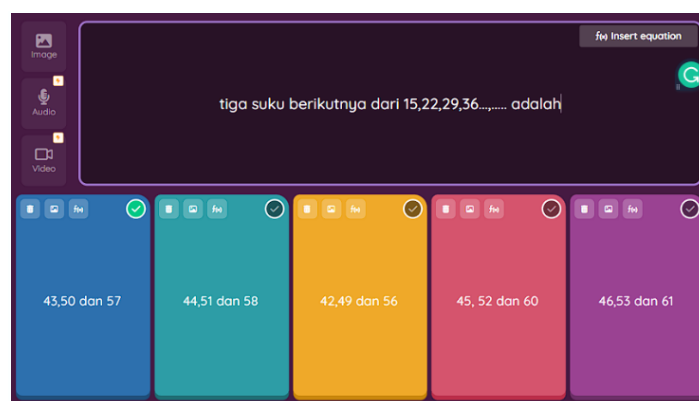 Image
Audio
Video
f(x) Insert equation
tiga suku berikutnya dari 15,22,29,36...,..... adalah
43,50 dan 57
44,51 dan 58
42,49 dan 56
45, 52 dan 60
46,53 dan 61